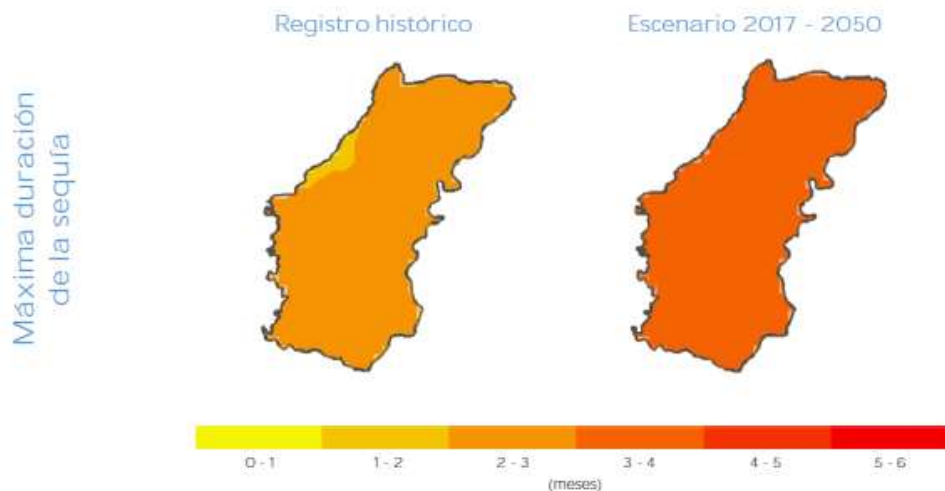 Registro histórico
Escenario 2017 - 2050
Máxima duración
de la sequía
0 - 1
1 - 2
2 - 3
3 - 4
4 - 5
5 - 6
(meses)